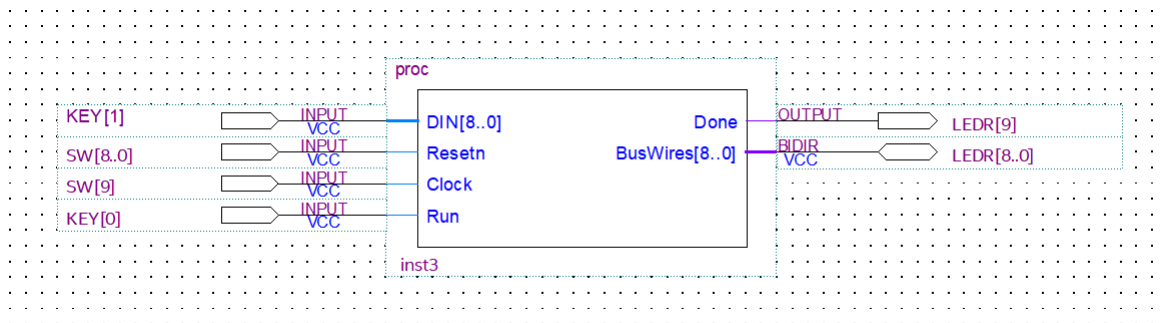 proc
KEY[1] INPUT VCC DIN[8..0] Done OUTPUT LEDR[9]
SW[8..0] INPUT VCC Resetn BusWires[8..0] BIDIR VCC LEDR[8..0]
SW[9] INPUT VCC Clock
KEY[0] INPUT VCC Run
inst3